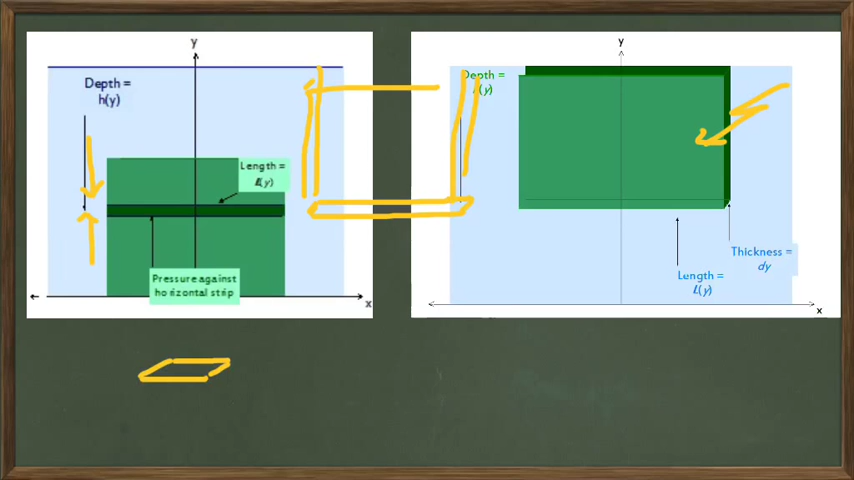 y
Depth =
h(y)
Length =
ℓ(y)
Pressure against
horizontal strip
x
y
Depth =
(y)
Thickness =
dy
Length =
ℓ(y)
x